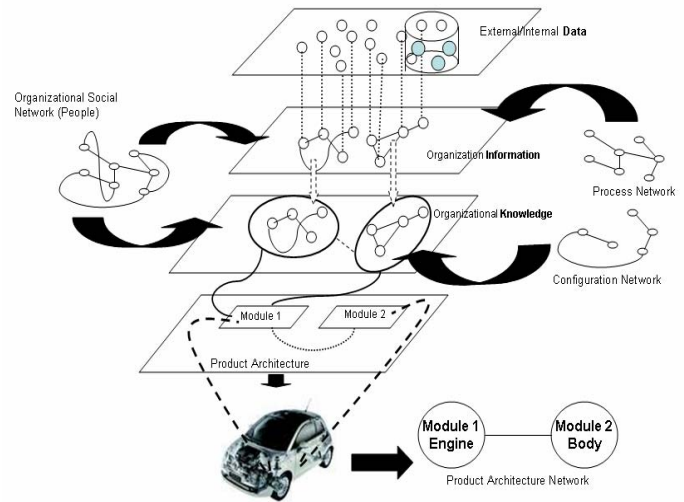 External/Internal Data
Organizational Social
Network (People)
Organization Information
Process Network
Organizational Knowledge
Configuration Network
Module 1
Module 2
Product Architecture
Module 1
Engine
Module 2
Body
Product Architecture Network